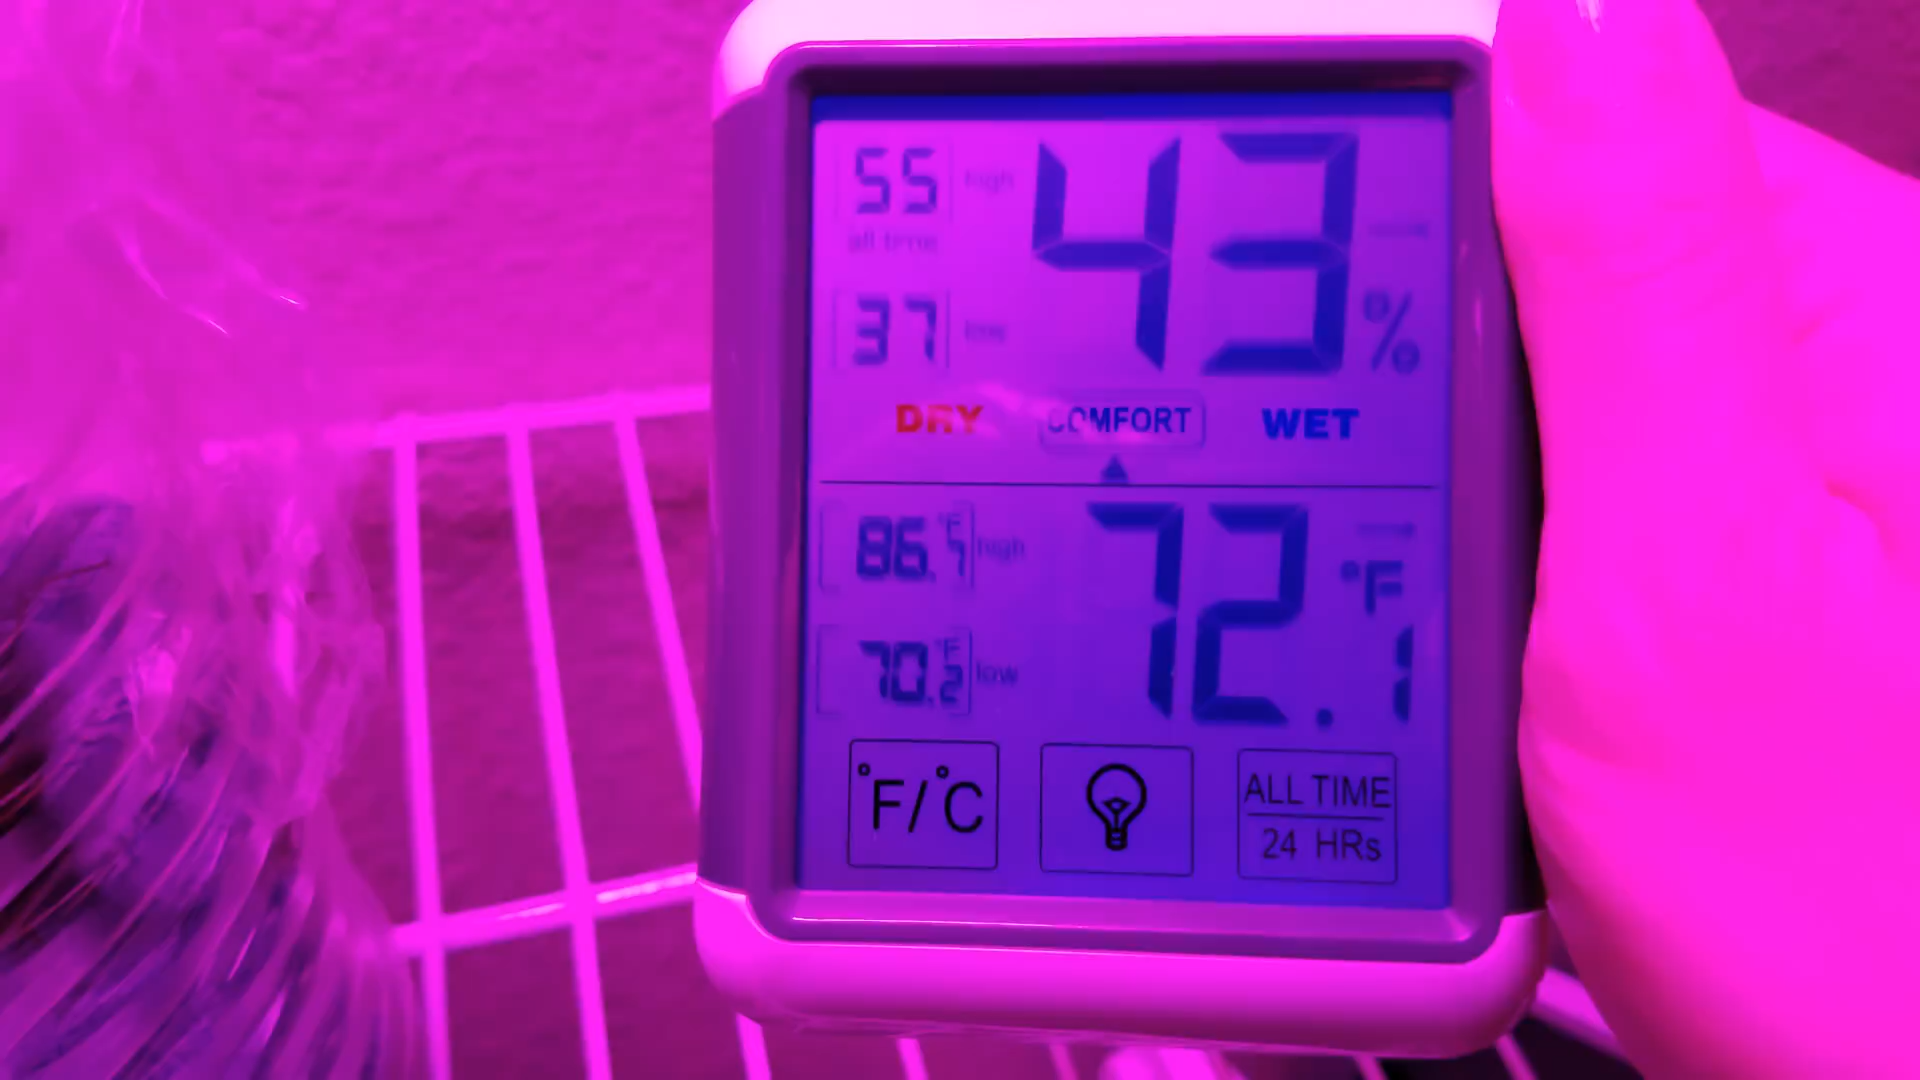 55 high 43
all time
37 low %
DRY COMFORT WET
86. °F high 72.1 °F
70.2 °F low
°F/°C ALL TIME
24 HRs